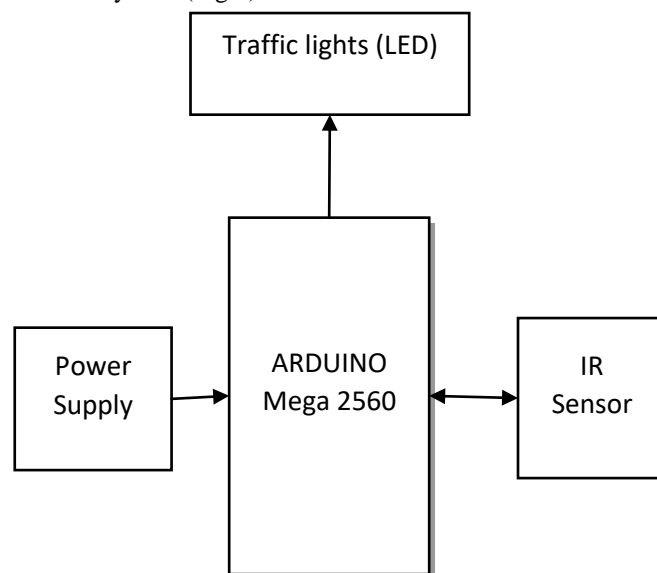 Traffic lights (LED)
Power
Supply
ARDUINO
Mega 2560
IR
Sensor